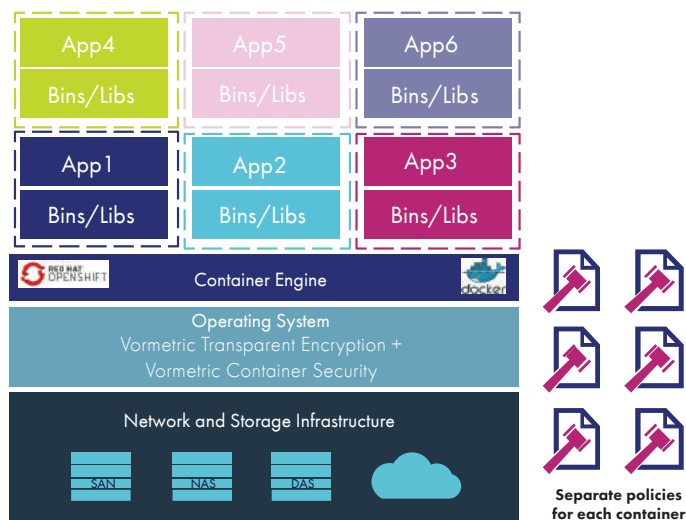 App4
App5
App6
Bins/Libs
Bins/Libs
Bins/Libs
App1
App2
App3
Bins/Libs
Bins/Libs
Bins/Libs
RED HAT
OPENSHIFT
Container Engine
docker
Operating System
Vormetric Transparent Encryption +
Vormetric Container Security
Network and Storage Infrastructure
SAN
NAS
DAS
Separate policies
for each container